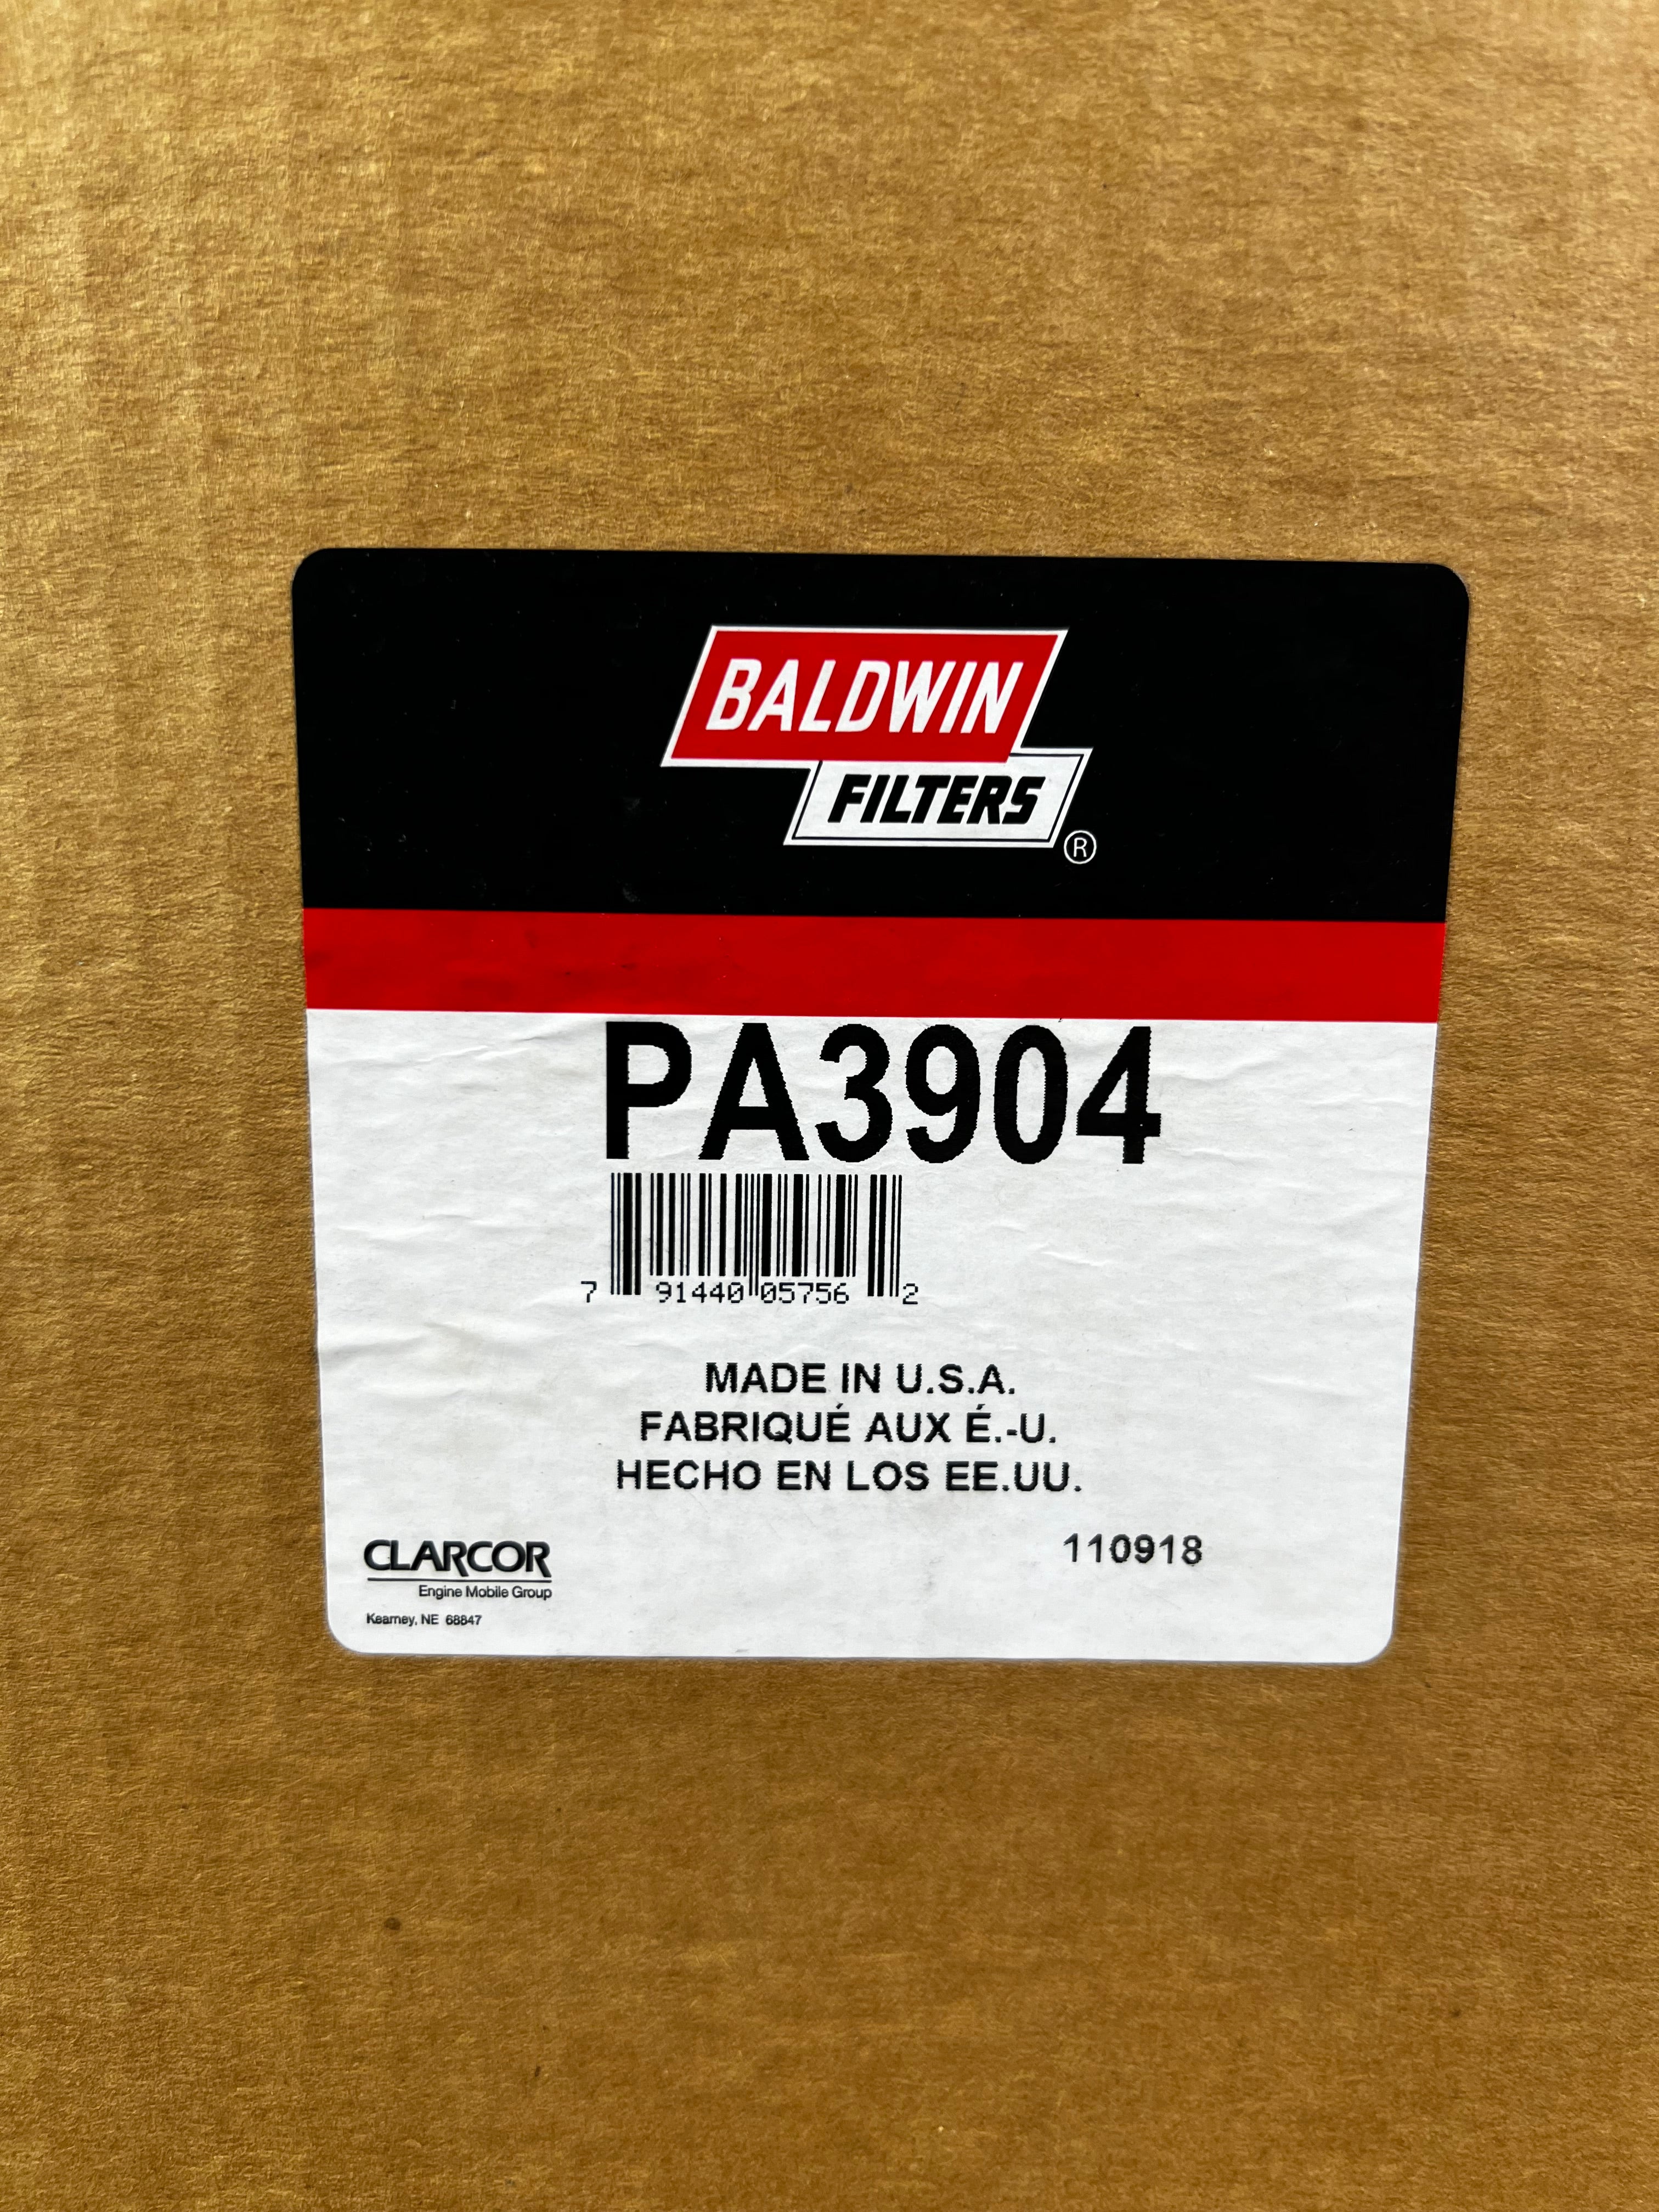 BALDWIN
FILTERS
®
PA3904
7 91440 05756 2
MADE IN U.S.A.
FABRIQUÉ AUX É.-U.
HECHO EN LOS EE.UU.
CLARCOR
Engine Mobile Group
Kearney, NE 68847
110918